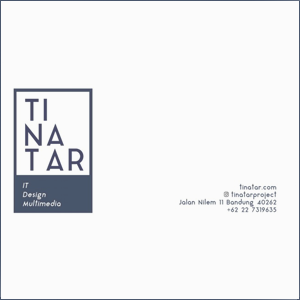 TI
NA
TAR
IT
Design
Multimedia
tinatar.com
tinatarproject
Jalan Nilem 11 Bandung 40262
+62 22 7319635